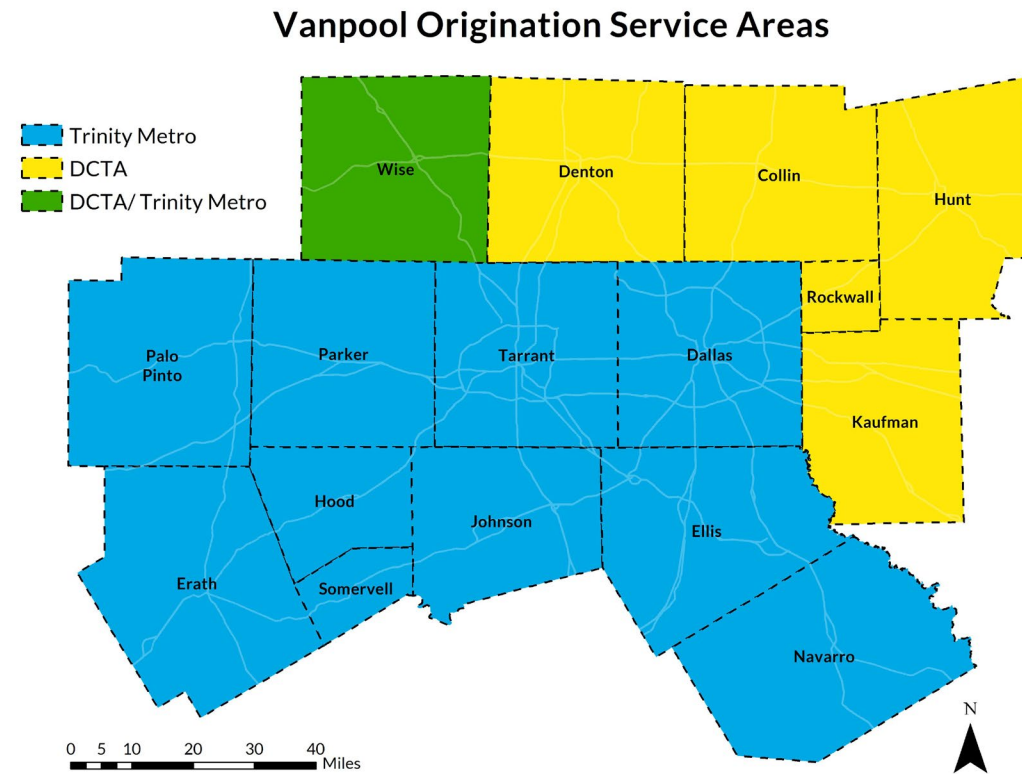 Vanpool Origination Service Areas
Trinity Metro
DCTA
DCTA/ Trinity Metro
Wise
Denton
Collin
Hunt
Rockwall
Palo
Pinto
Parker
Tarrant
Dallas
Kaufman
Hood
Johnson
Ellis
Erath
Somervell
Navarro
N
0 5 10 20 30 40
Miles